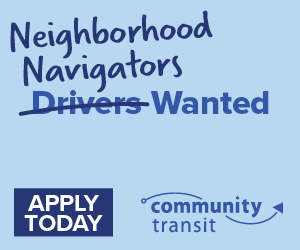 Neighborhood
Navigators
Drivers Wanted
APPLY
TODAY
community
transit